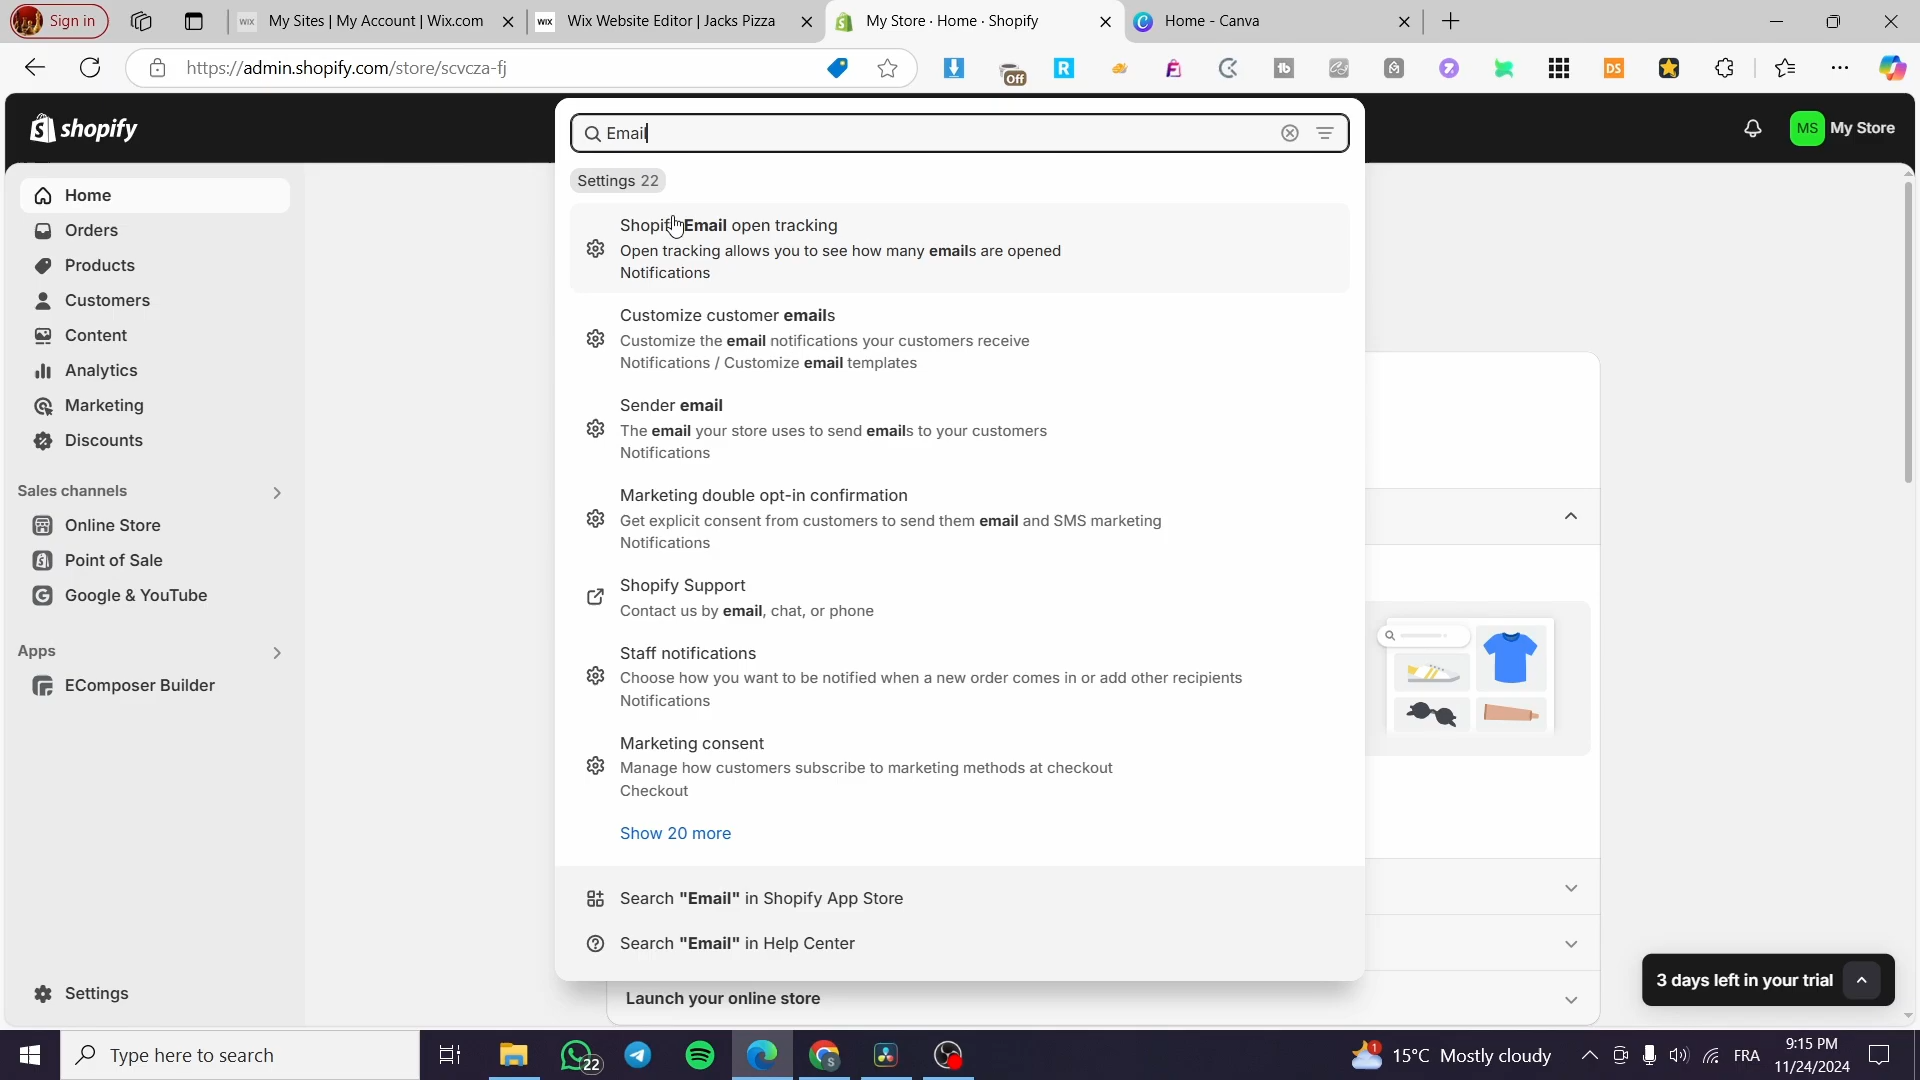 Sign in
My Sites | My Account | Wix.com
Wix Website Editor | Jacks Pizza
My Store · Home · Shopify
Home - Canva
https://admin.shopify.com/store/scvcza-fj
Off
shopify
Email
MS My Store
Home
Orders
Products
Customers
Content
Analytics
Marketing
Discounts
Sales channels
Online Store
Point of Sale
Google & YouTube
Apps
EComposer Builder
Settings
Settings 22
Shopify Email open tracking
Open tracking allows you to see how many emails are opened
Notifications
Customize customer emails
Customize the email notifications your customers receive
Notifications / Customize email templates
Sender email
The email your store uses to send emails to your customers
Notifications
Marketing double opt-in confirmation
Get explicit consent from customers to send them email and SMS marketing
Notifications
Shopify Support
Contact us by email, chat, or phone
Staff notifications
Choose how you want to be notified when a new order comes in or add other recipients
Notifications
Marketing consent
Manage how customers subscribe to marketing methods at checkout
Checkout
Show 20 more
Search "Email" in Shopify App Store
Search "Email" in Help Center
Launch your online store
3 days left in your trial
Type here to search
22
1
15°C Mostly cloudy
FRA
9:15 PM
11/24/2024